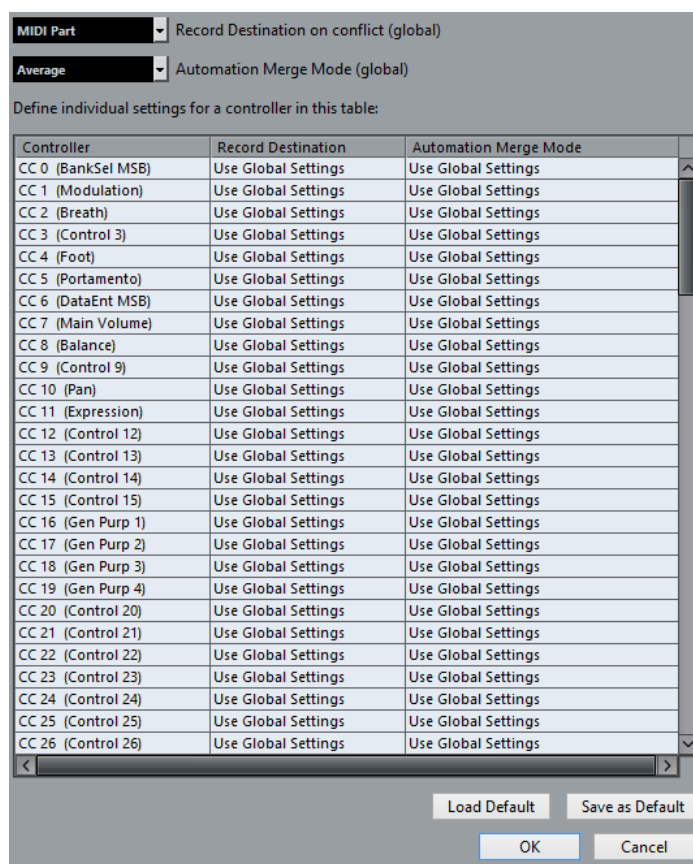 MIDI Part Record Destination on conflict (global)
Average Automation Merge Mode (global)
Define individual settings for a controller in this table:
Controller Record Destination Automation Merge Mode
CC 0 (BankSel MSB) Use Global Settings Use Global Settings
CC 1 (Modulation) Use Global Settings Use Global Settings
CC 2 (Breath) Use Global Settings Use Global Settings
CC 3 (Control 3) Use Global Settings Use Global Settings
CC 4 (Foot) Use Global Settings Use Global Settings
CC 5 (Portamento) Use Global Settings Use Global Settings
CC 6 (DataEnt MSB) Use Global Settings Use Global Settings
CC 7 (Main Volume) Use Global Settings Use Global Settings
CC 8 (Balance) Use Global Settings Use Global Settings
CC 9 (Control 9) Use Global Settings Use Global Settings
CC 10 (Pan) Use Global Settings Use Global Settings
CC 11 (Expression) Use Global Settings Use Global Settings
CC 12 (Control 12) Use Global Settings Use Global Settings
CC 13 (Control 13) Use Global Settings Use Global Settings
CC 14 (Control 14) Use Global Settings Use Global Settings
CC 15 (Control 15) Use Global Settings Use Global Settings
CC 16 (Gen Purp 1) Use Global Settings Use Global Settings
CC 17 (Gen Purp 2) Use Global Settings Use Global Settings
CC 18 (Gen Purp 3) Use Global Settings Use Global Settings
CC 19 (Gen Purp 4) Use Global Settings Use Global Settings
CC 20 (Control 20) Use Global Settings Use Global Settings
CC 21 (Control 21) Use Global Settings Use Global Settings
CC 22 (Control 22) Use Global Settings Use Global Settings
CC 23 (Control 23) Use Global Settings Use Global Settings
CC 24 (Control 24) Use Global Settings Use Global Settings
CC 25 (Control 25) Use Global Settings Use Global Settings
CC 26 (Control 26) Use Global Settings Use Global Settings
Load Default Save as Default
OK Cancel